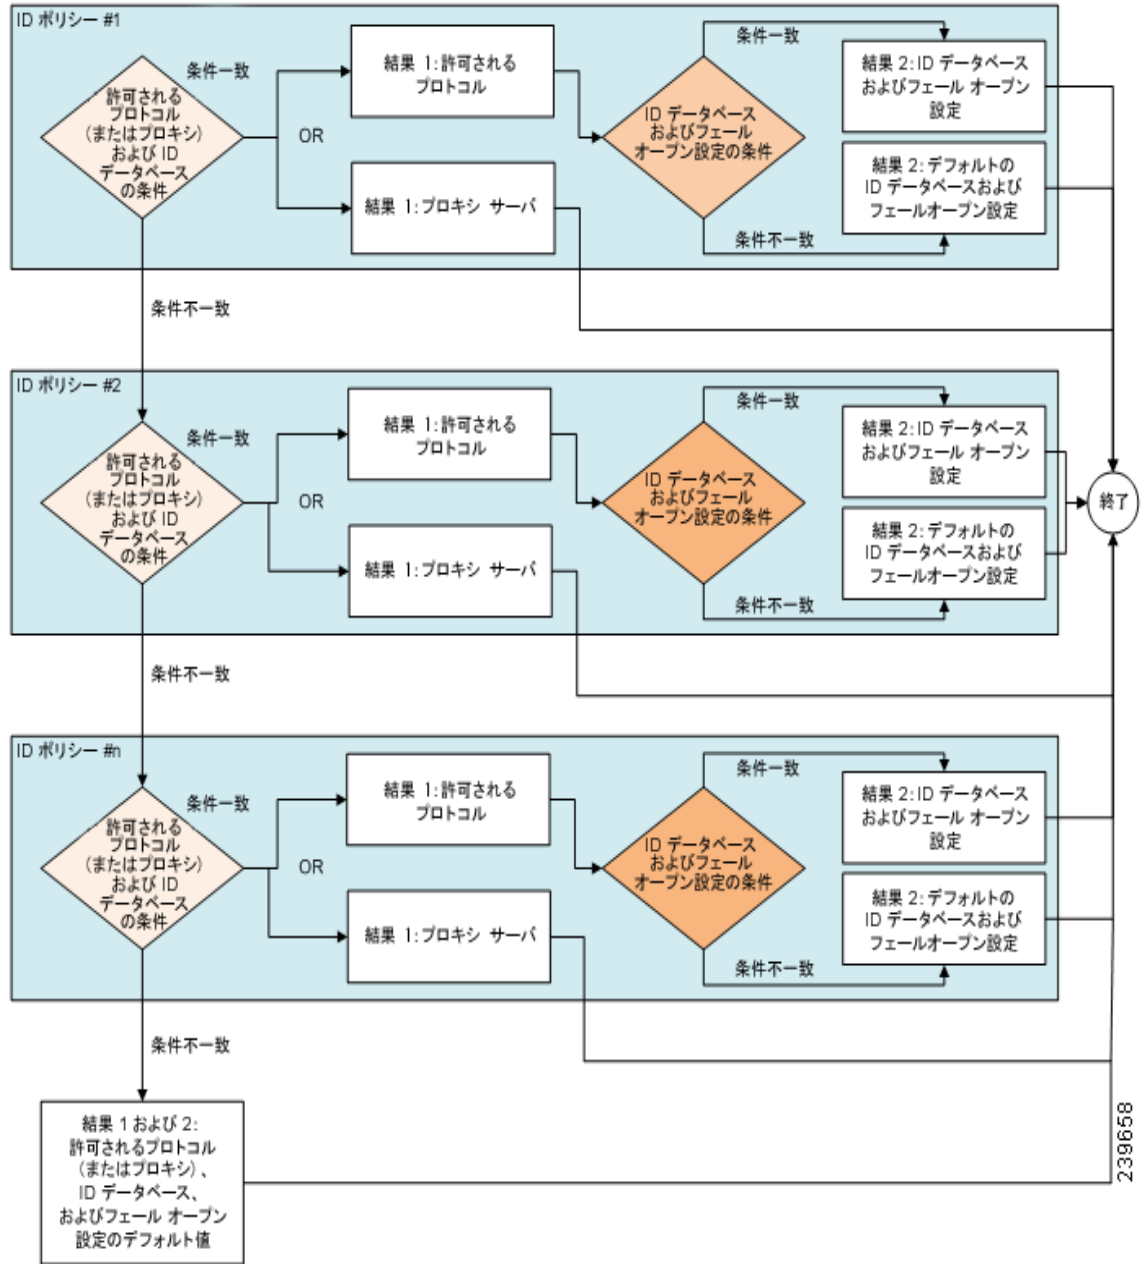 ID ポリシー #1
条件一致
許可される
プロトコル
(またはプロキシ)
および ID
データベース
の条件
OR
結果 1:許可される
プロトコル
結果 1:プロキシ サーバ
ID データベース
およびフェール
オープン設定の条件
条件一致
条件不一致
結果 2:ID データベース
およびフェール オープン
設定
結果 2:デフォルトの
ID データベースおよび
フェールオープン設定
条件不一致
ID ポリシー #2
条件一致
許可される
プロトコル
(またはプロキシ)
および ID
データベース
の条件
OR
結果 1:許可される
プロトコル
結果 1:プロキシ サーバ
ID データベース
およびフェール
オープン設定の条件
条件一致
条件不一致
結果 2:ID データベース
およびフェール オープン
設定
結果 2:デフォルトの
ID データベースおよび
フェールオープン設定
終了
条件不一致
ID ポリシー #n
条件一致
許可される
プロトコル
(またはプロキシ)
および ID
データベース
の条件
OR
結果 1:許可される
プロトコル
結果 1:プロキシ サーバ
ID データベース
およびフェール
オープン設定の条件
条件一致
条件不一致
結果 2:ID データベース
およびフェール オープン
設定
結果 2:デフォルトの
ID データベースおよび
フェールオープン設定
条件不一致
結果 1 および 2:
許可されるプロトコル
(またはプロキシ)、
ID データベース、
およびフェール オープン
設定のデフォルト値
239658